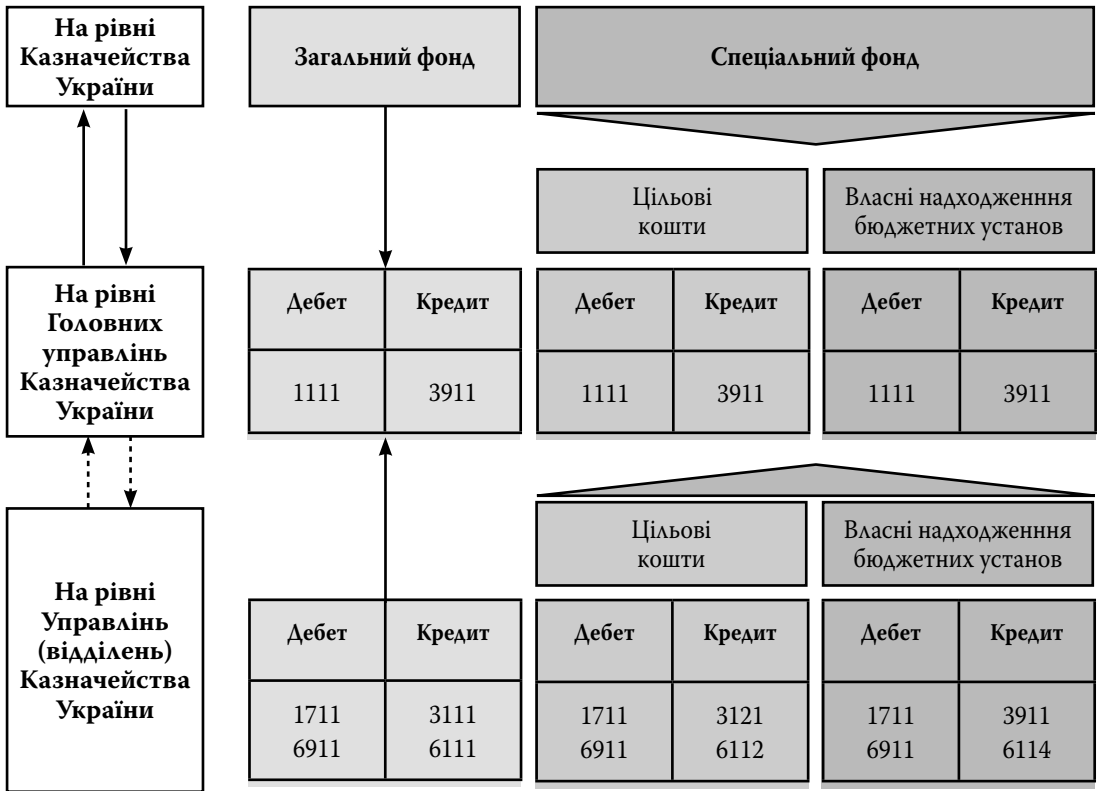 На рівні
Казначейства
України
Загальний фонд
Спеціальний фонд
Цільові
кошти
Власні надходженння
бюджетних установ
На рівні
Головних
управлінь
Казначейства
України
Дебет Кредит
Дебет Кредит
Дебет Кредит
1111 3911
1111 3911
1111 3911
Цільові
кошти
Власні надходженння
бюджетних установ
На рівні
Управлінь
(відділень)
Казначейства
України
Дебет Кредит
Дебет Кредит
Дебет Кредит
1711 3111
6911 6111
1711 3121
6911 6112
1711 3911
6911 6114